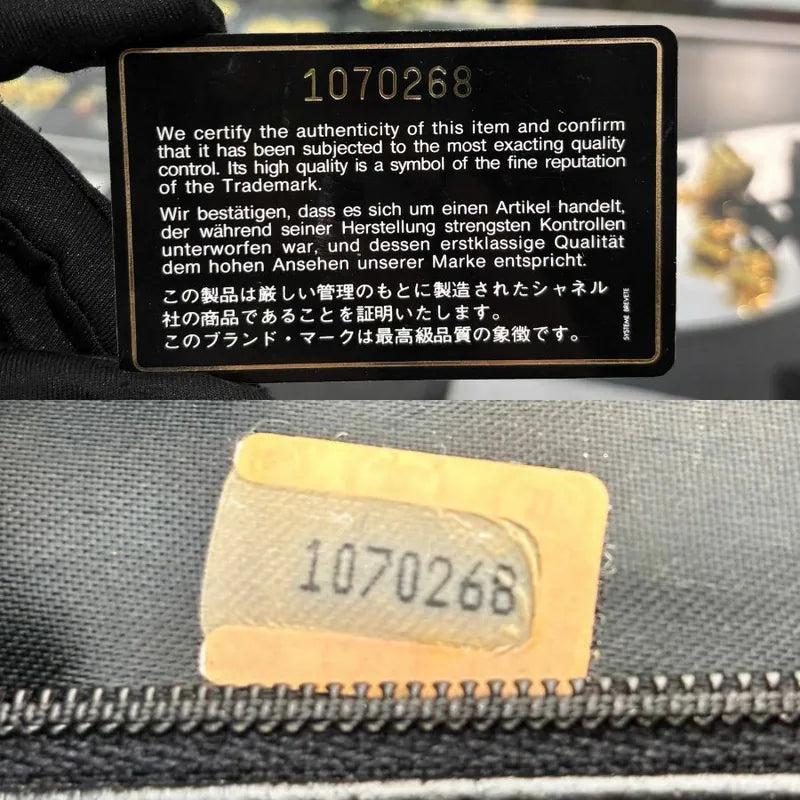 1070268
We certify the authenticity of this item and confirm
that it has been subjected to the most exacting quality
control. Its high quality is a symbol of the fine reputation
of the Trademark.
Wir bestätigen, dass es sich um einen Artikel handelt,
der während seiner Herstellung strengsten Kontrollen
unterworfen war, und dessen erstklassige Qualität
dem hohen Ansehen unserer Marke entspricht.
この製品は厳しい管理のもとに製造されたシャネル
社の商品であることを証明いたします。
このブランド・マークは最高級品質の象徴です。
SYSTEME BREVETE
1070268